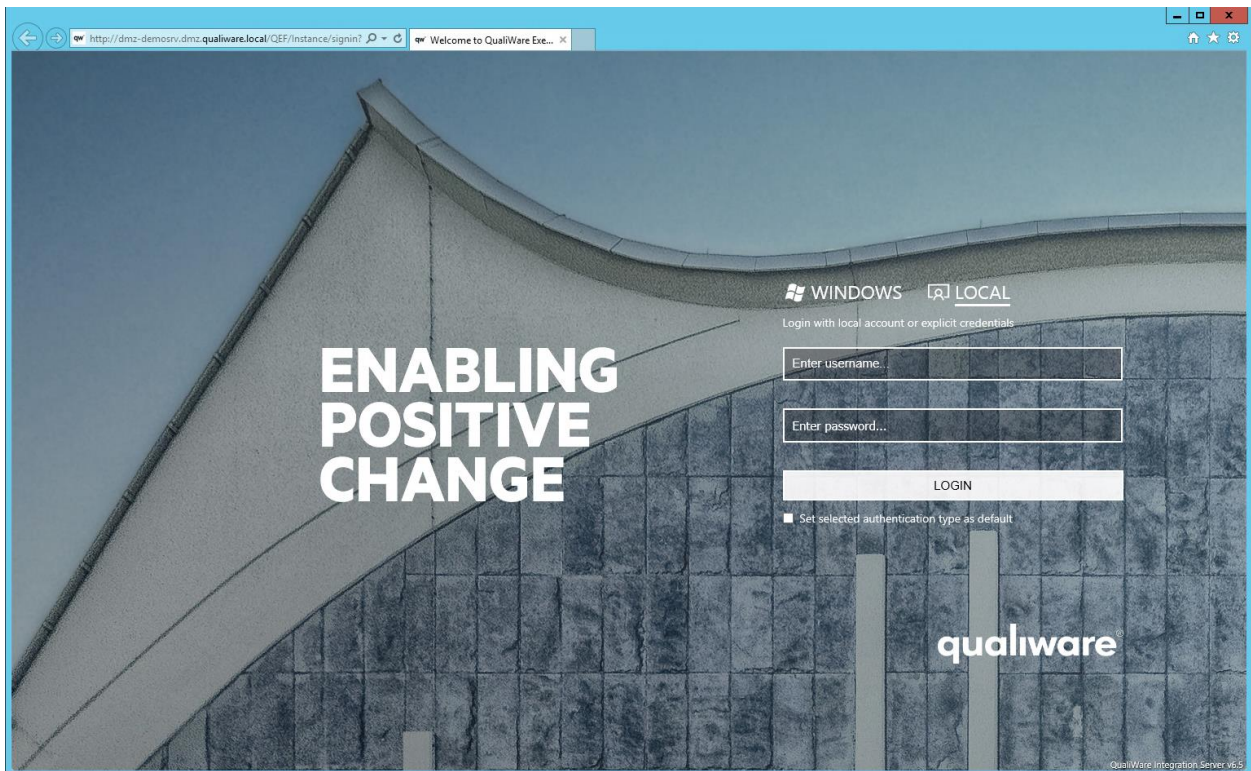 qw http://dmz-demosrv.dmz.qualiware.local/QEF/Instance/signin?
qw Welcome to QualiWare Exe...
WINDOWS LOCAL
Login with local account or explicit credentials
Enter username...
ENABLING
POSITIVE
CHANGE
Enter password...
LOGIN
Set selected authentication type as default
qualiware
QualiWare Integration Server v6.5